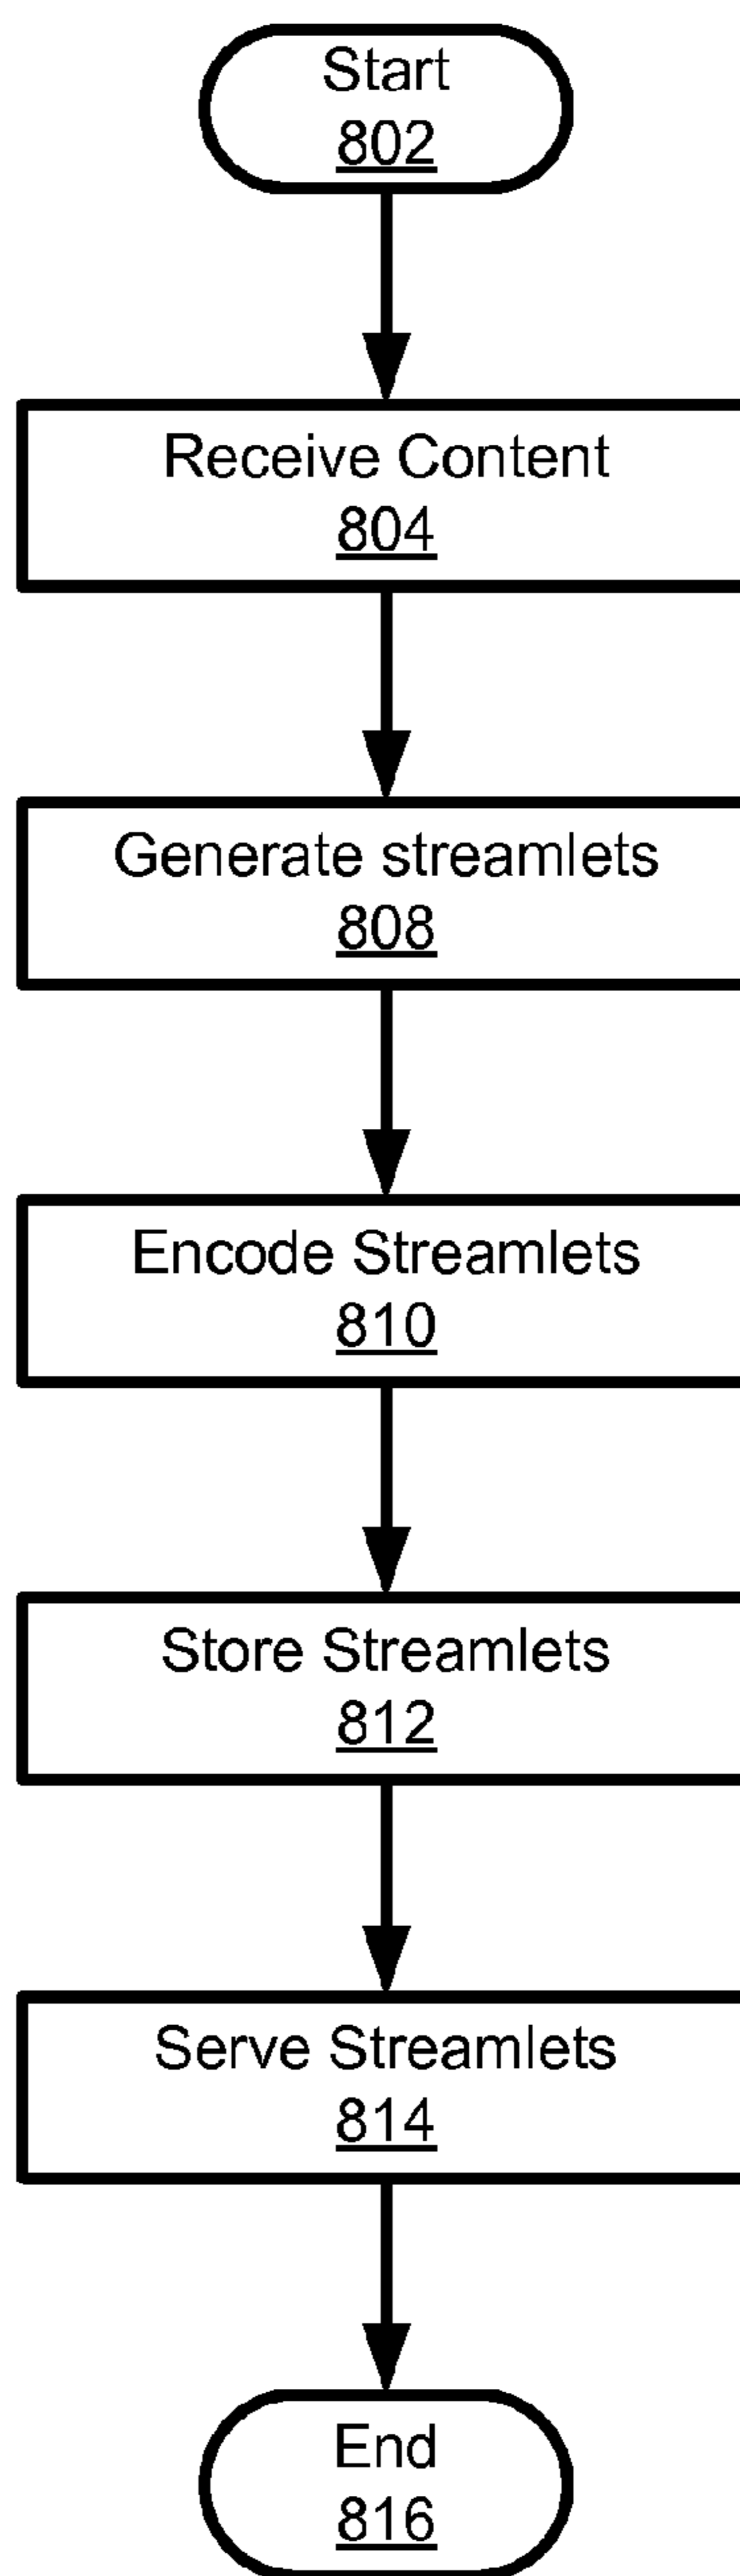 Start
802
Receive Content
804
Generate streamlets
808
Encode Streamlets
810
Store Streamlets
812
Serve Streamlets
814
End
816